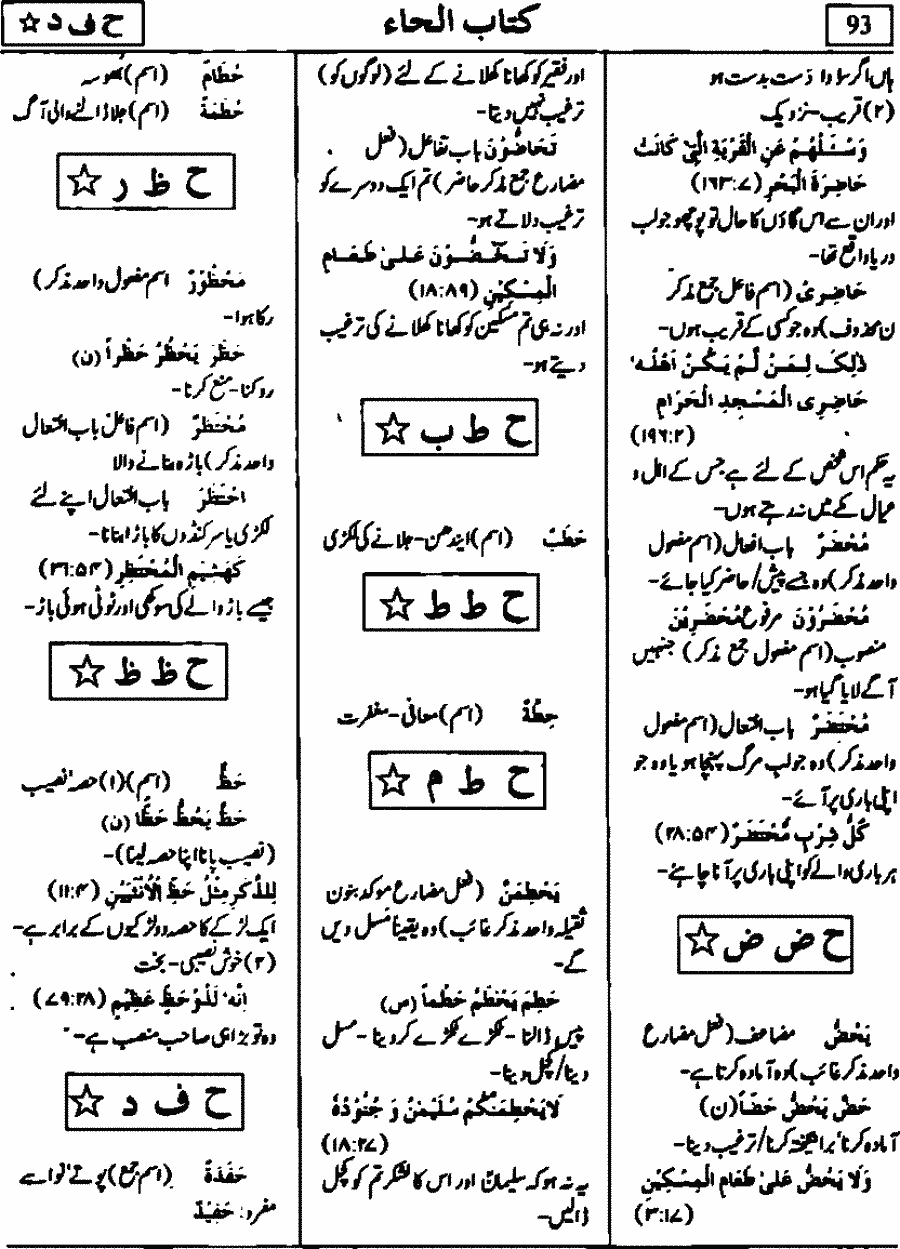 93
کتاب الحاء
ح ف د ☆
ہاں اگر سودا دَست بدست ہو
(۲) قریب-نزدیک
وَسْئَلْهُمْ عَنِ الْقَرْيَةِ الَّتِىْ كَانَتْ
حَاضِرَةَ الْبَحْرِ (۱۶۳:۷)
اور ان سے اس گاؤں کا حال تو پوچھو جو لب
دریا واقع تھا-
حَاضِرِىْ (اسم فاعل جمع مذکر
ن محذوف) وہ جو کسی کے قریب ہوں-
ذٰلِكَ لِمَنْ لَّمْ يَكُنْ اَهْلُهٗ
حَاضِرِى الْمَسْجِدِ الْحَرَامِ
(۱۹۶:۲)
یہ حکم اس شخص کے لئے ہے جس کے اہل و
عیال کے میں نہ رہتے ہوں-
مُحْضَرٌ باب افعال (اسم مفعول
واحد مذکر) وہ جسے پیش/حاضر کیا جائے-
مُحْضَرُوْنَ مرفوع مُحْضَرِيْنَ
منصوب (اسم مفعول جمع مذکر) جنہیں
آگے لایا گیا ہو-
مُحْتَضَرٌ باب افتعال (اسم مفعول
واحد مذکر) وہ جو لب مرگ پہنچا ہو یا وہ جو
اپنی باری پر آئے-
كُلُّ شِرْبٍ مُّحْتَضَرٌ (۲۸:۵۴)
ہر باری والے کو اپنی باری پر آنا چاہئے-
ح ض ض ☆
يَحُضُّ مضاعف (فعل مضارع
واحد مذکر غائب) وہ آمادہ کرتا ہے-
حَضَّ يَحُضُّ حَضّاً (ن)
آمادہ کرنا'برانگیختہ کرنا/ترغیب دینا-
وَلَا يَحُضُّ عَلٰى طَعَامِ الْمِسْكِيْنِ
(۳:۱۷)
اور فقیر کو کھانا کھلانے کے لئے (لوگوں کو)
ترغیب نہیں دیتا-
تَحَاضُّوْنَ باب تفاعل (فعل
مضارع جمع مذکر حاضر) تم ایک دوسرے کو
ترغیب دلاتے ہو-
وَلَا تَحٰٓضُّوْنَ عَلٰى طَعَامِ
الْمِسْكِيْنِ (۱۸:۸۹)
اور نہ ہی تم مسکین کو کھانا کھلانے کی ترغیب
دیتے ہو-
ح ط ب ☆
حَطَبٌ (اسم) ایندھن-جلانے کی لکڑی
ح ط ط ☆
حِطَّةٌ (اسم) معافی-مغفرت
ح ط م ☆
يَحْطِمَنَّ (فعل مضارع موکد بنون
ثقیلہ واحد مذکر غائب) وہ یقیناً مسل دیں
گے-
حَطِمَ يَحْطَمُ حَطْماً (ص)
پیس ڈالنا-ٹکڑے ٹکڑے کر دینا-مسل
دینا/کچل دینا-
لَا يَحْطِمَنَّكُمْ سُلَيْمٰنُ وَ جُنُوْدُهٗ
(۱۸:۲۷)
یہ نہ ہو کہ سلیمان اور اس کا لشکر تم کو کچل
ڈالیں-
حُطَامٌ (اسم) بھوسہ
حُطَمَةٌ (اسم) جلا ڈالنے والی آگ
ح ظ ر ☆
مَحْظُوْرٌ اسم مفعول واحد مذکر)
رکا ہوا-
حَظَرَ يَحْظُرُ حَظْراً (ن)
روکنا-منع کرنا-
مُحْتَظِرٌ (اسم فاعل باب افتعال
واحد مذکر) باڑہ بنانے والا
احْتَظَرَ باب افتعال اپنے لئے
لکڑی یا سرکنڈوں کا باڑا بنانا-
كَهَشِيْمِ الْمُحْتَظِرِ (۳۱:۵۴)
جیسے باڑ والے کی سوکھی اور ٹوٹی ہوئی باڑ-
ح ظ ظ ☆
حَظٌّ (اسم) (۱) حصہ'نصیب
حَظَّ يَحُظُّ حَظًّا (ن)
(نصیب پانا اپنا حصہ لینا)-
لِلذَّكَرِ مِثْلُ حَظِّ الْاُنْثَيَيْنِ (۱۱:۴)
ایک لڑکے کا حصہ دو لڑکیوں کے برابر ہے-
(۲) خوش نصیبی-بخت
اِنَّهٗ لَذُوْ حَظٍّ عَظِيْمٍ (۷۹:۲۸)
وہ تو بڑا ہی صاحب منصب ہے-
ح ف د ☆
حَفَدَةٌ (اسم جمع) پوتے'نواسے
مفرد: حَفِيْدٌ